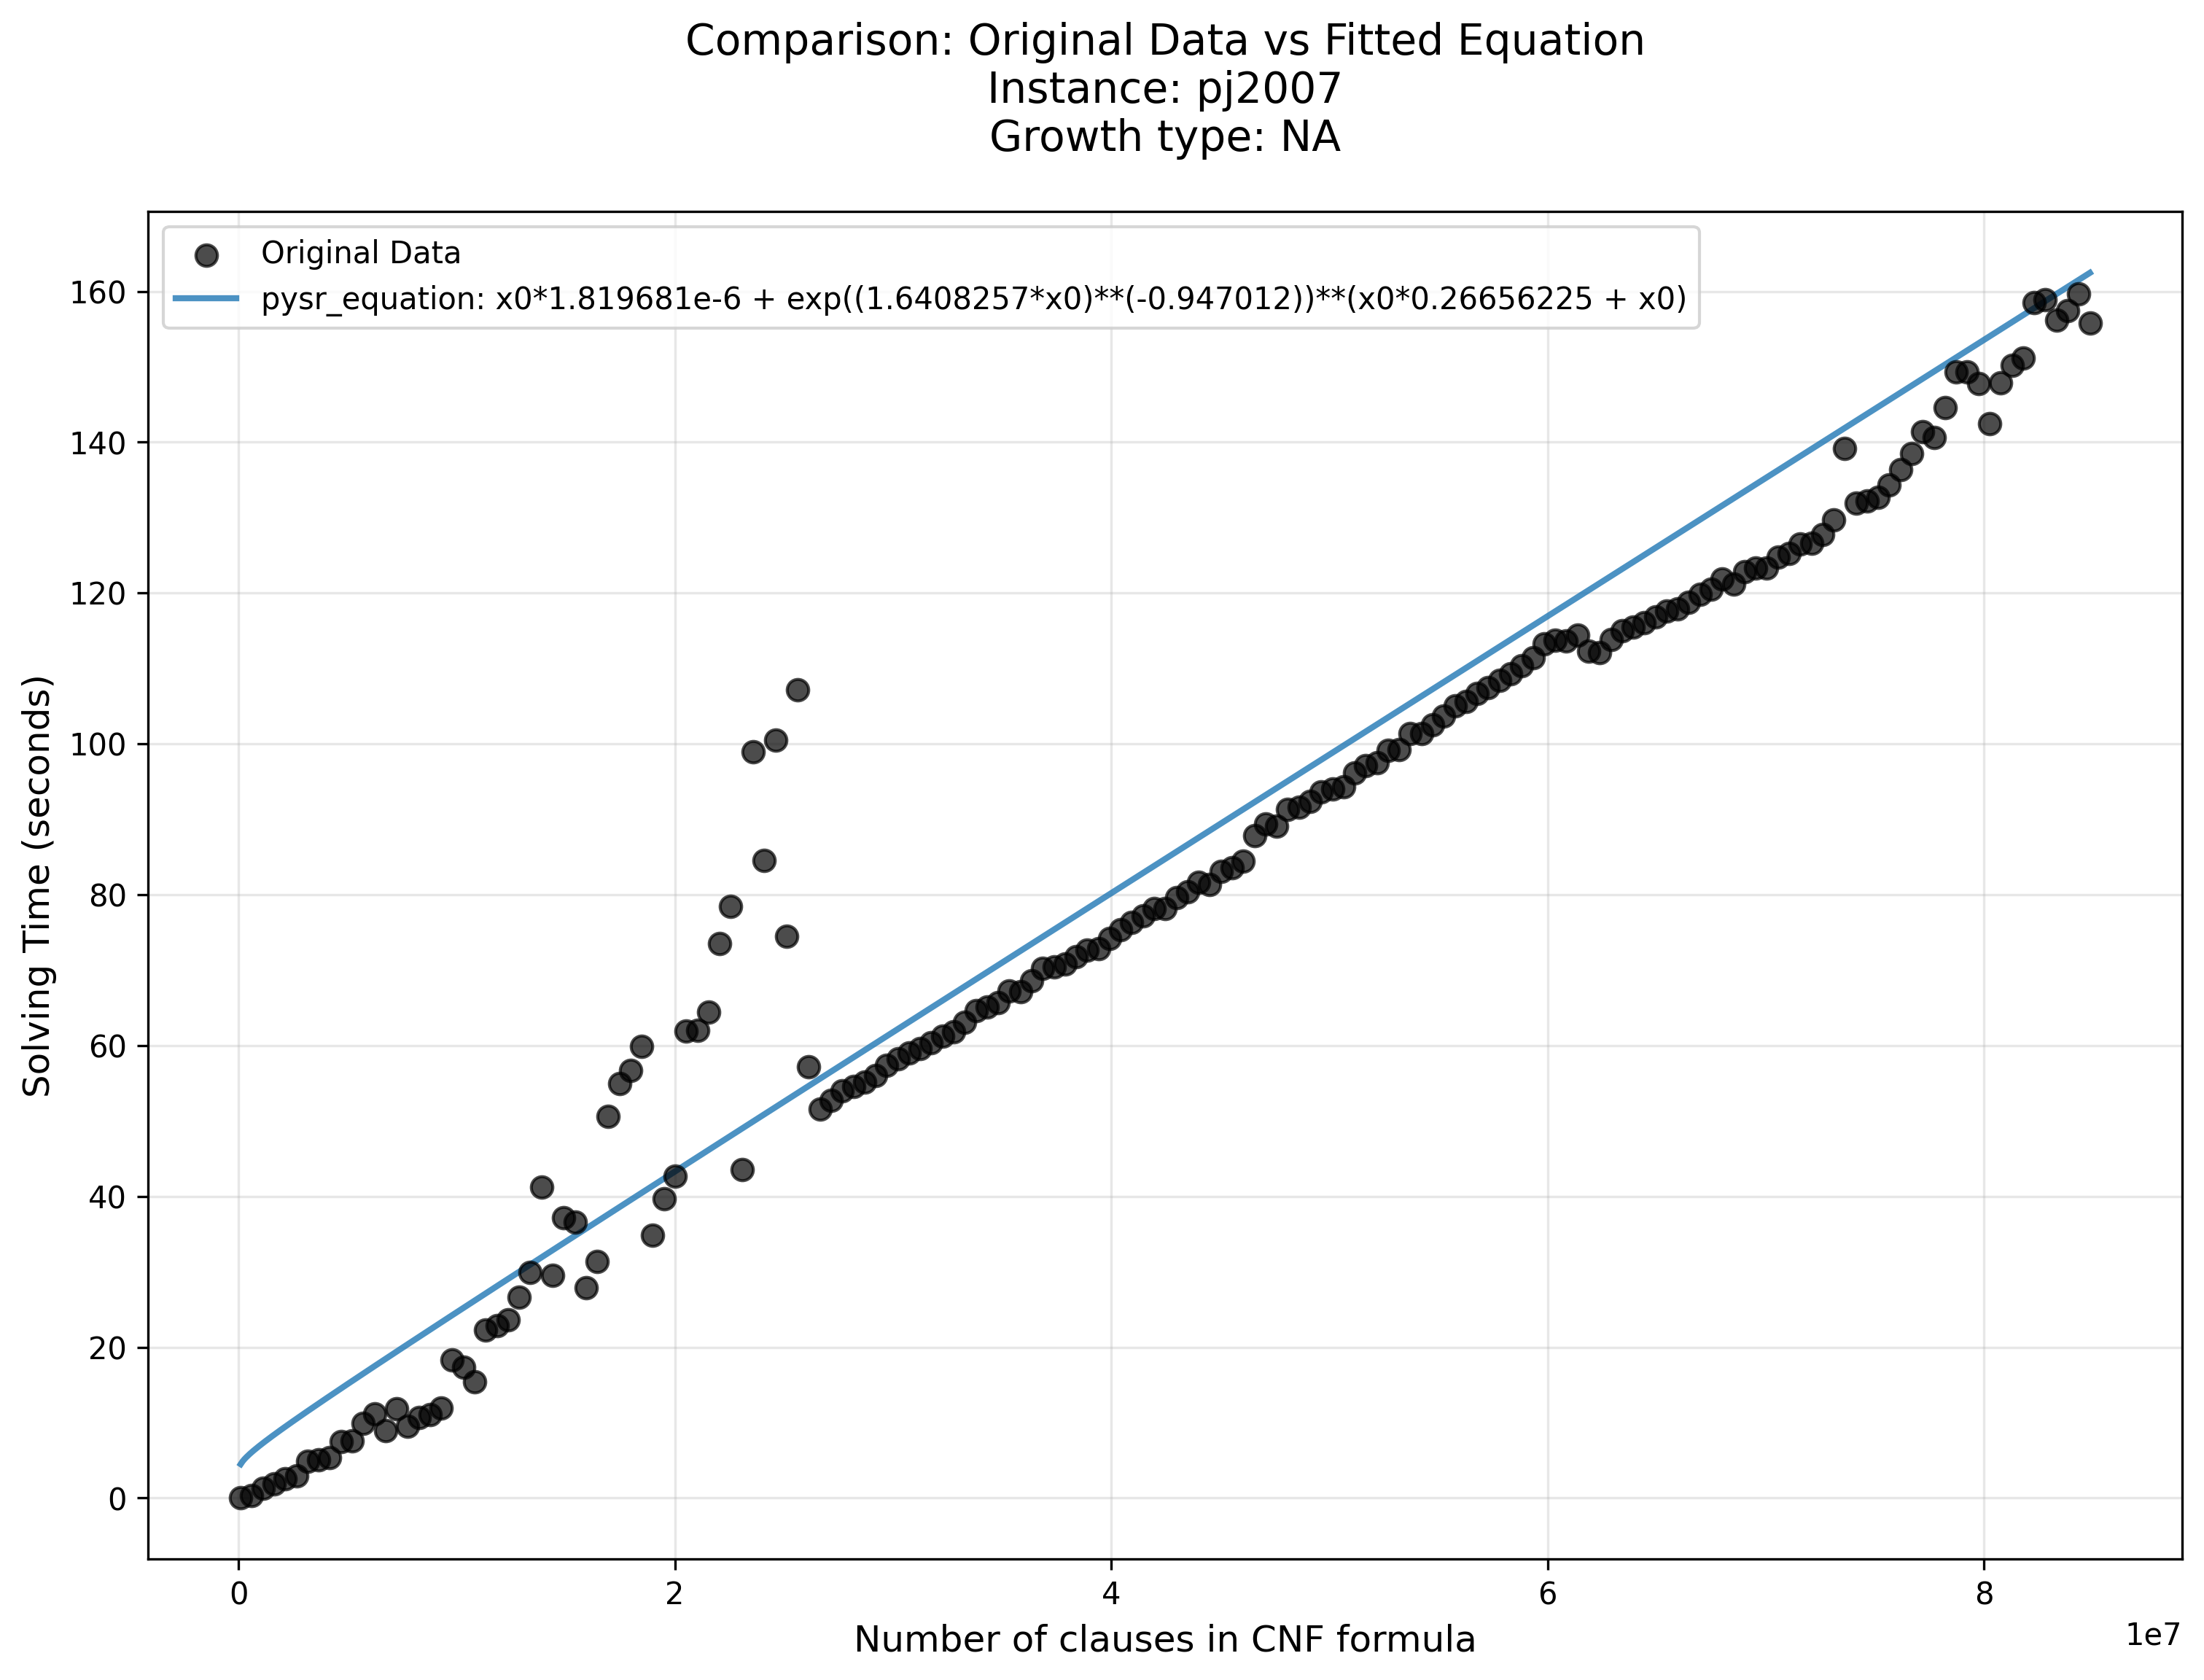 Comparison: Original Data vs Fitted Equation
Instance: pj2007
Growth type: NA
Original Data
pysr_equation: x0*1.819681e-6 + exp((1.6408257*x0)**(-0.947012))**(x0*0.26656225 + x0)
160
140
120
100
80
60
40
20
0
Solving Time (seconds)
0 2 4 6 8
1e7
Number of clauses in CNF formula